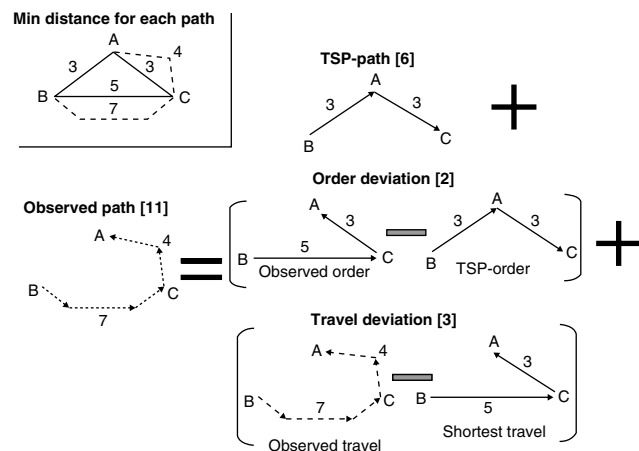 Min distance for each path
A
4
3
3
5
B
C
7
TSP-path [6]
A
3
3
B
C
Observed path [11]
A
4
B
C
7
Order deviation [2]
A
3
5
B
C
Observed order
A
3
3
B
C
TSP-order
Travel deviation [3]
A
4
B
C
7
Observed travel
A
3
B
C
5
Shortest travel